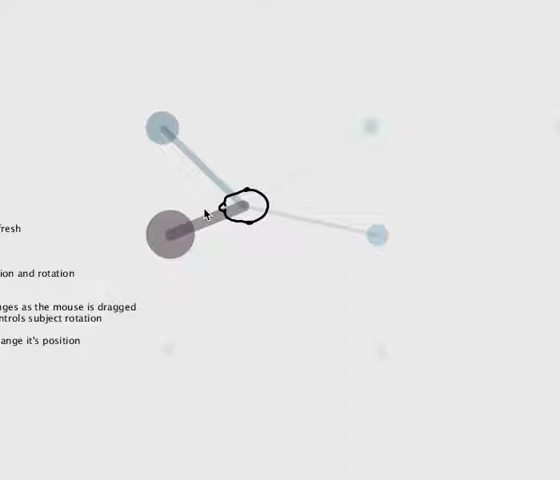 fresh
ion and rotation
nges as the mouse is dragged
ntrols subject rotation
ange it's position